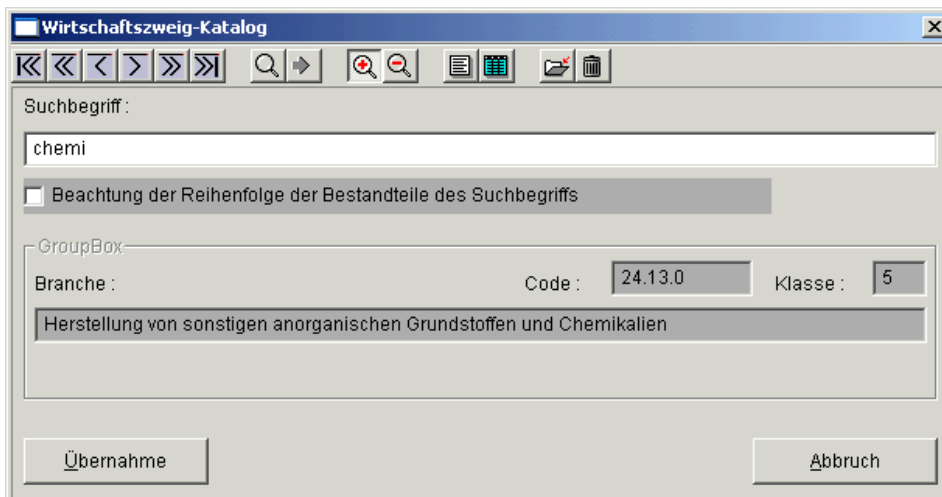 Wirtschaftszweig-Katalog
Suchbegriff :
chemi
Beachtung der Reihenfolge der Bestandteile des Suchbegriffs
GroupBox
Branche : Code : 24.13.0 Klasse : 5
Herstellung von sonstigen anorganischen Grundstoffen und Chemikalien
Übernahme Abbruch